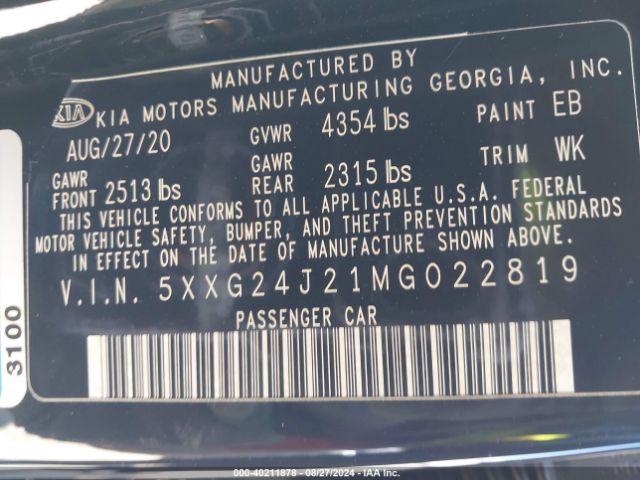 MANUFACTURED BY
KIA KIA MOTORS MANUFACTURING GEORGIA, INC.
AUG/27/20 GVWR 4354 lbs PAINT EB
GAWR FRONT 2513 lbs GAWR REAR 2315 lbs TRIM WK
THIS VEHICLE CONFORMS TO ALL APPLICABLE U.S.A. FEDERAL
MOTOR VEHICLE SAFETY, BUMPER, AND THEFT PREVENTION STANDARDS
IN EFFECT ON THE DATE OF MANUFACTURE SHOWN ABOVE.
V.I.N. 5XXG24J21MG022819
PASSENGER CAR
3100
000-40211878 - 08/27/2024 - IAA Inc.